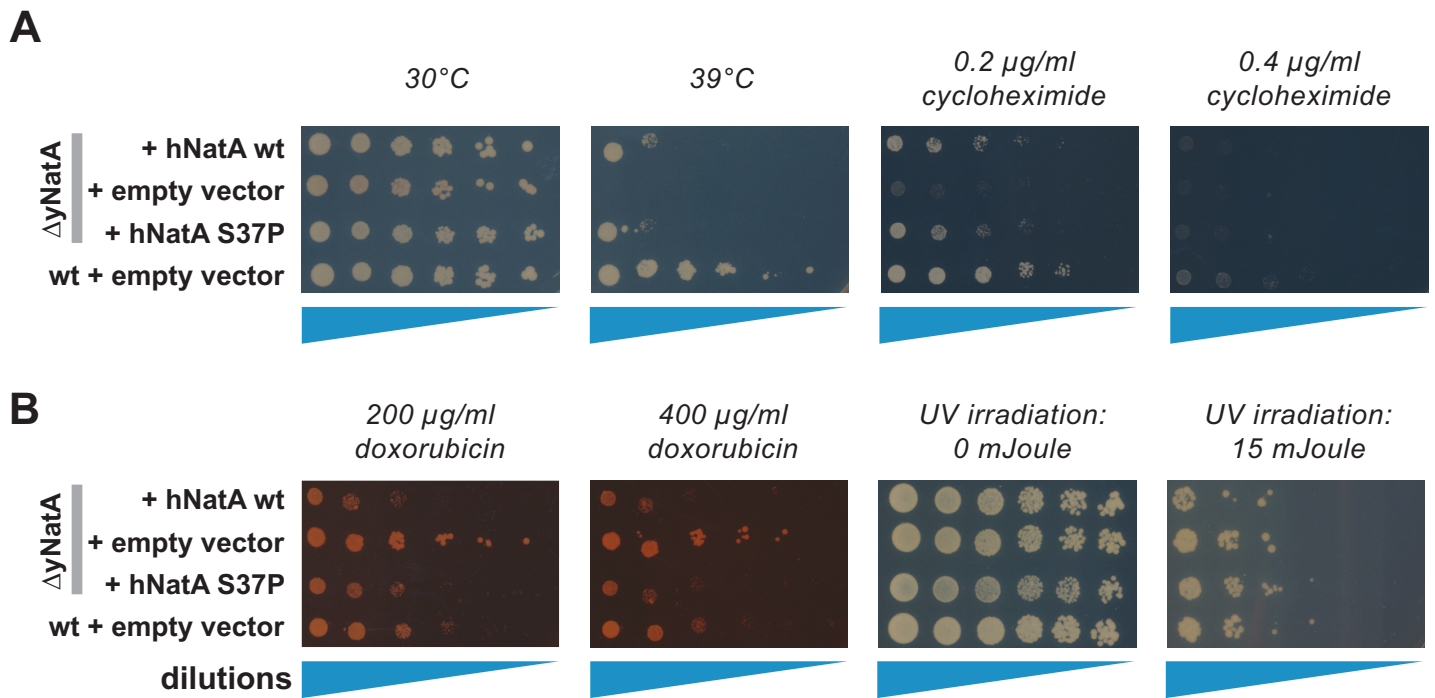 A
30°C
39°C
0.2 µg/ml
cycloheximide
0.4 µg/ml
cycloheximide
ΔyNatA
+ hNatA wt
+ empty vector
+ hNatA S37P
wt + empty vector
B
200 µg/ml
doxorubicin
400 µg/ml
doxorubicin
UV irradiation:
0 mJoule
UV irradiation:
15 mJoule
ΔyNatA
+ hNatA wt
+ empty vector
+ hNatA S37P
wt + empty vector
dilutions